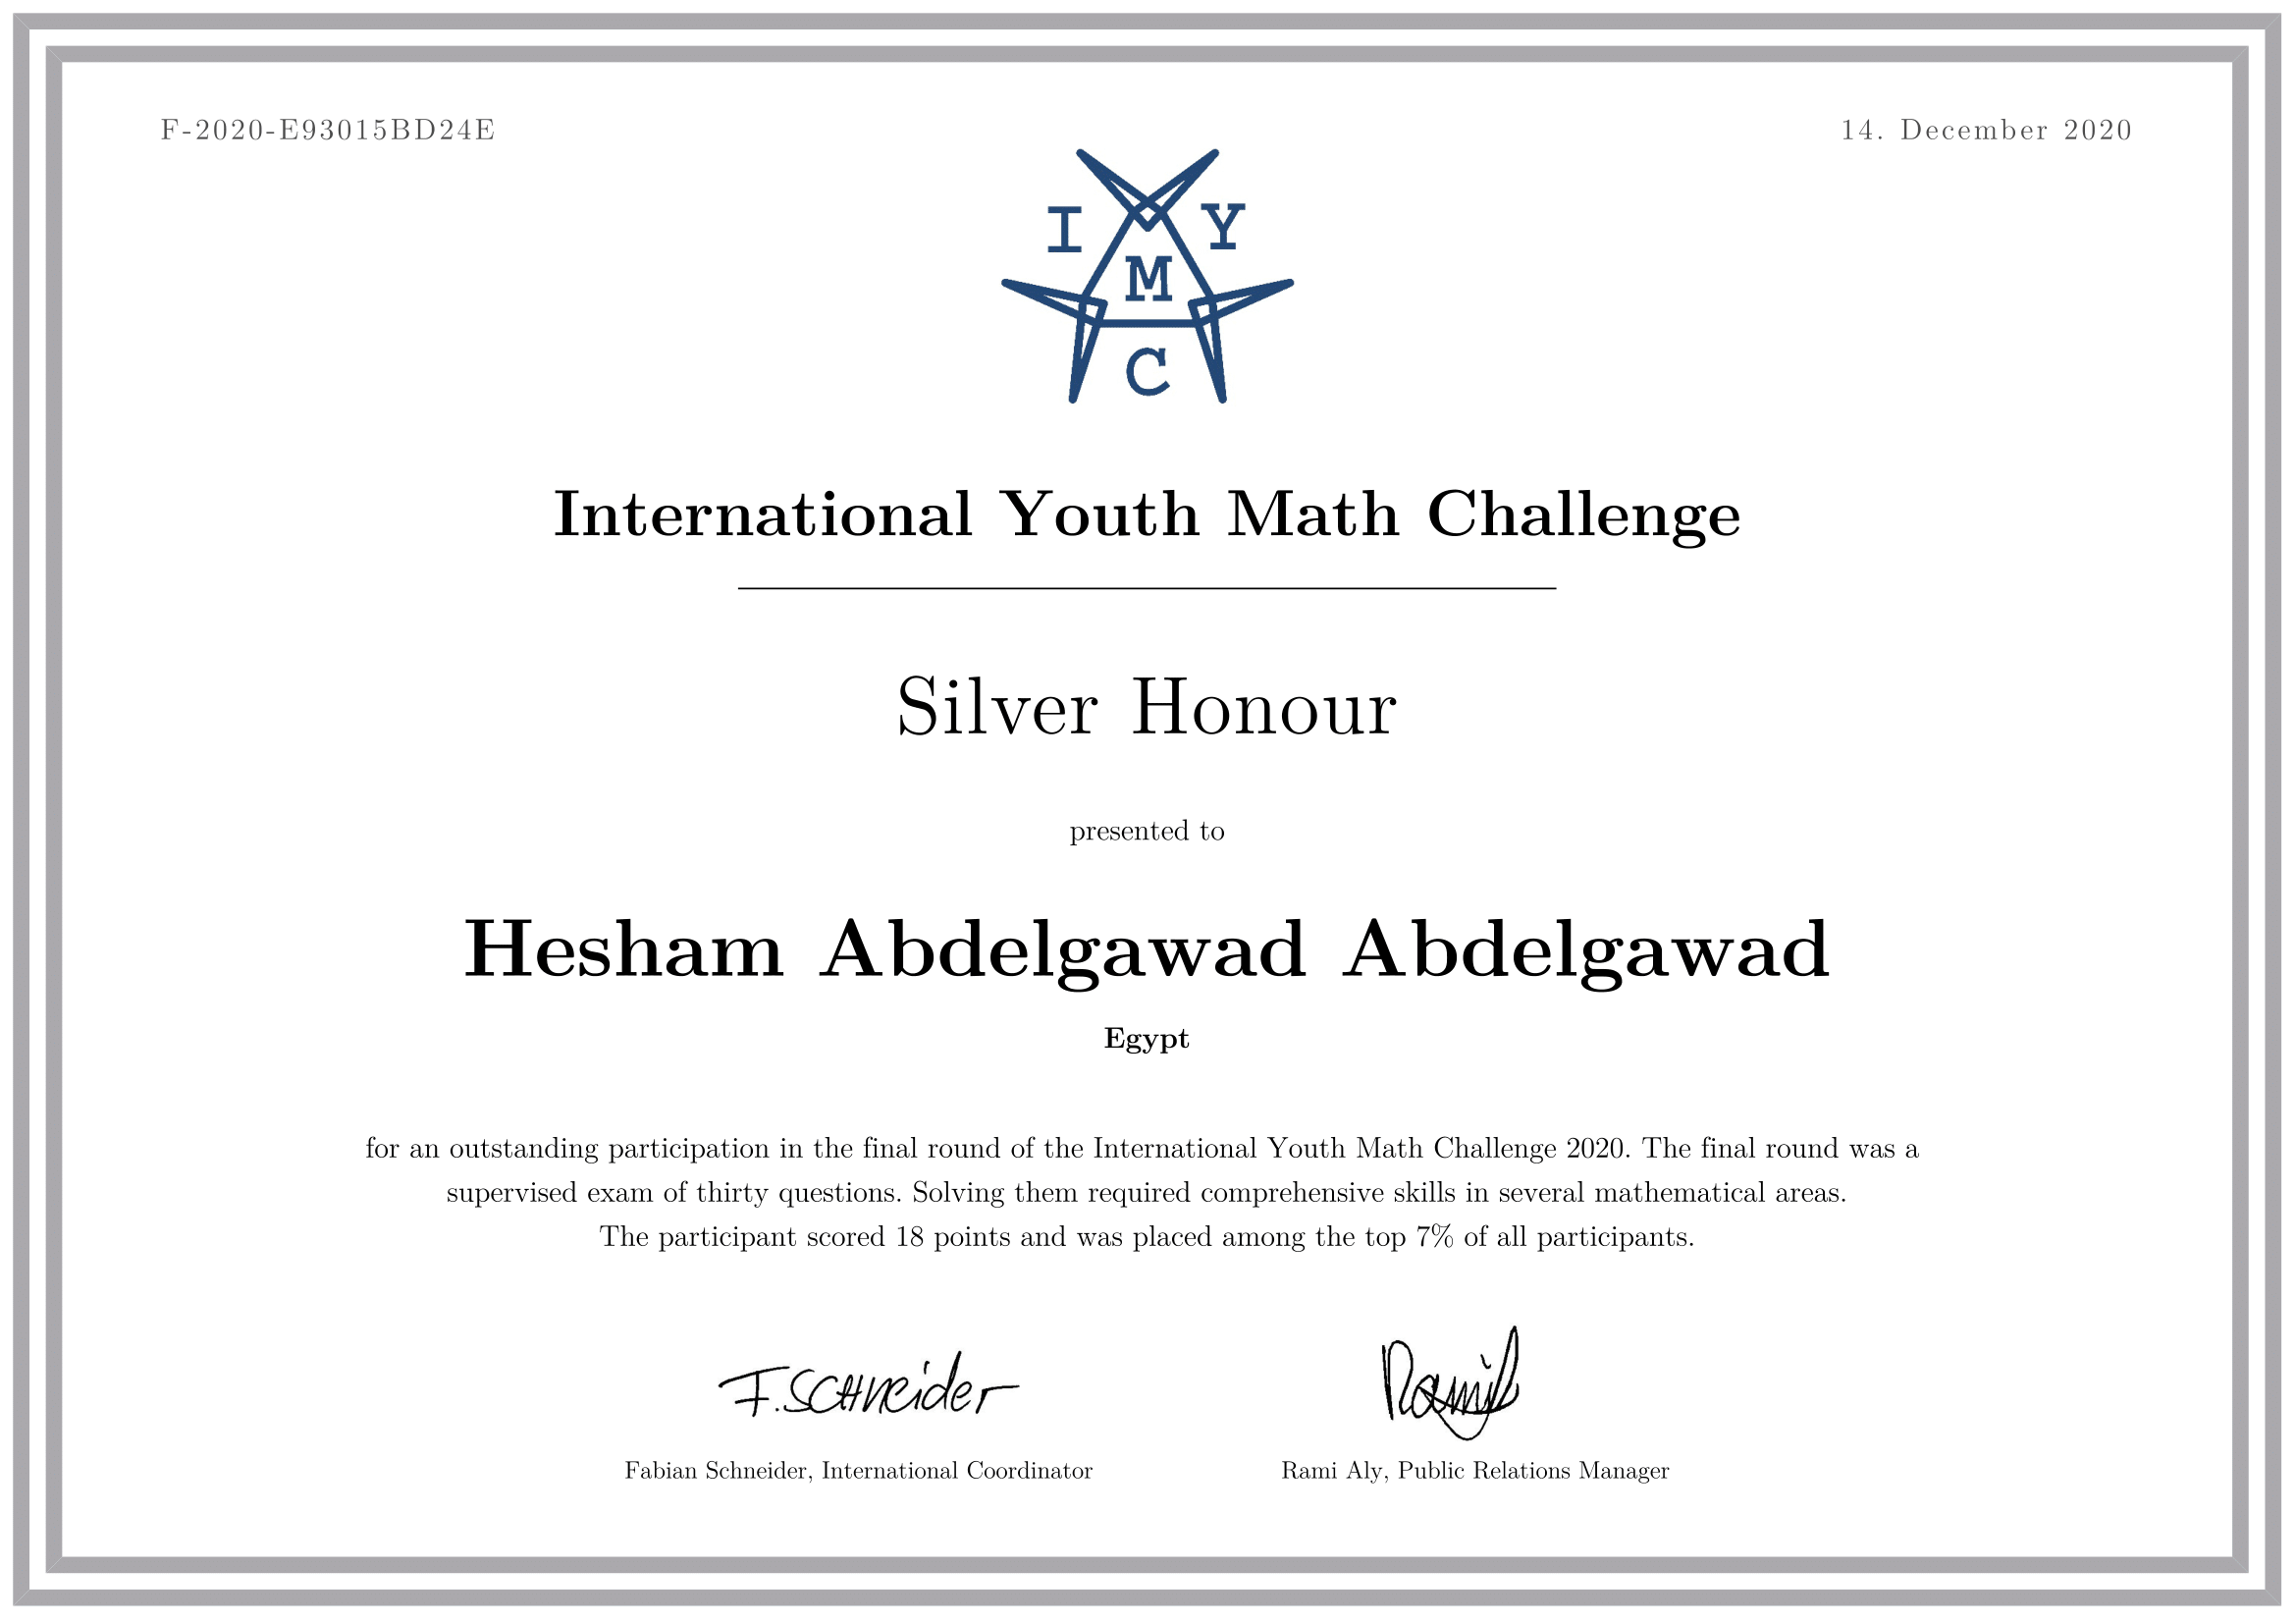 F-2020-E93015BD24E
14. December 2020
I Y
M
C
International Youth Math Challenge
Silver Honour
presented to
Hesham Abdelgawad Abdelgawad
Egypt
for an outstanding participation in the final round of the International Youth Math Challenge 2020. The final round was a
supervised exam of thirty questions. Solving them required comprehensive skills in several mathematical areas.
The participant scored 18 points and was placed among the top 7% of all participants.
F. Schneider
Rami
Fabian Schneider, International Coordinator
Rami Aly, Public Relations Manager